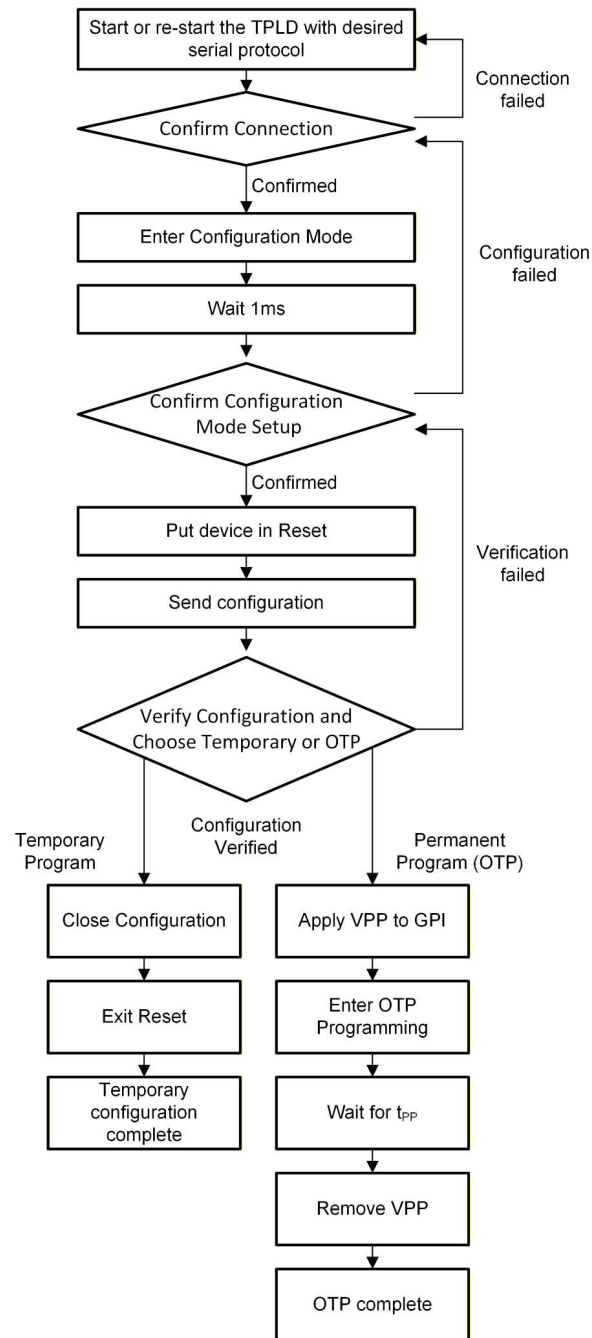 Start or re-start the TPLD with desired
serial protocol
Connection
failed
Confirm Connection
Confirmed
Enter Configuration Mode
Configuration
failed
Wait 1ms
Confirm Configuration
Mode Setup
Confirmed
Put device in Reset
Verification
failed
Send configuration
Verify Configuration and
Choose Temporary or OTP
Configuration
Verified
Temporary
Program
Permanent
Program (OTP)
Close Configuration
Apply VPP to GPI
Exit Reset
Enter OTP
Programming
Temporary
configuration
complete
Wait for tPP
Remove VPP
OTP complete